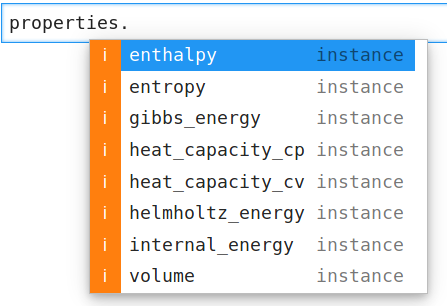 properties.
i enthalpy instance
i entropy instance
i gibbs_energy instance
i heat_capacity_cp instance
i heat_capacity_cv instance
i helmholtz_energy instance
i internal_energy instance
i volume instance